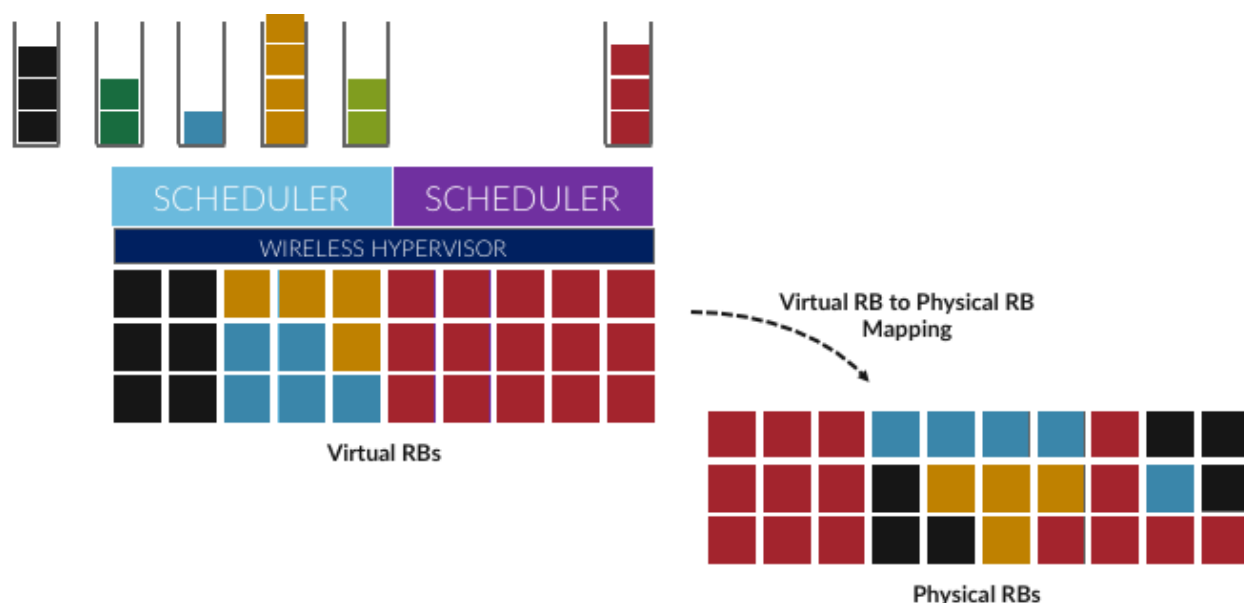 SCHEDULER
SCHEDULER
WIRELESS HYPERVISOR
Virtual RB to Physical RB
Mapping
Virtual RBs
Physical RBs